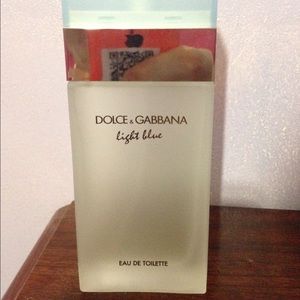 DOLCE & GABBANA
light blue
EAU DE TOILETTE